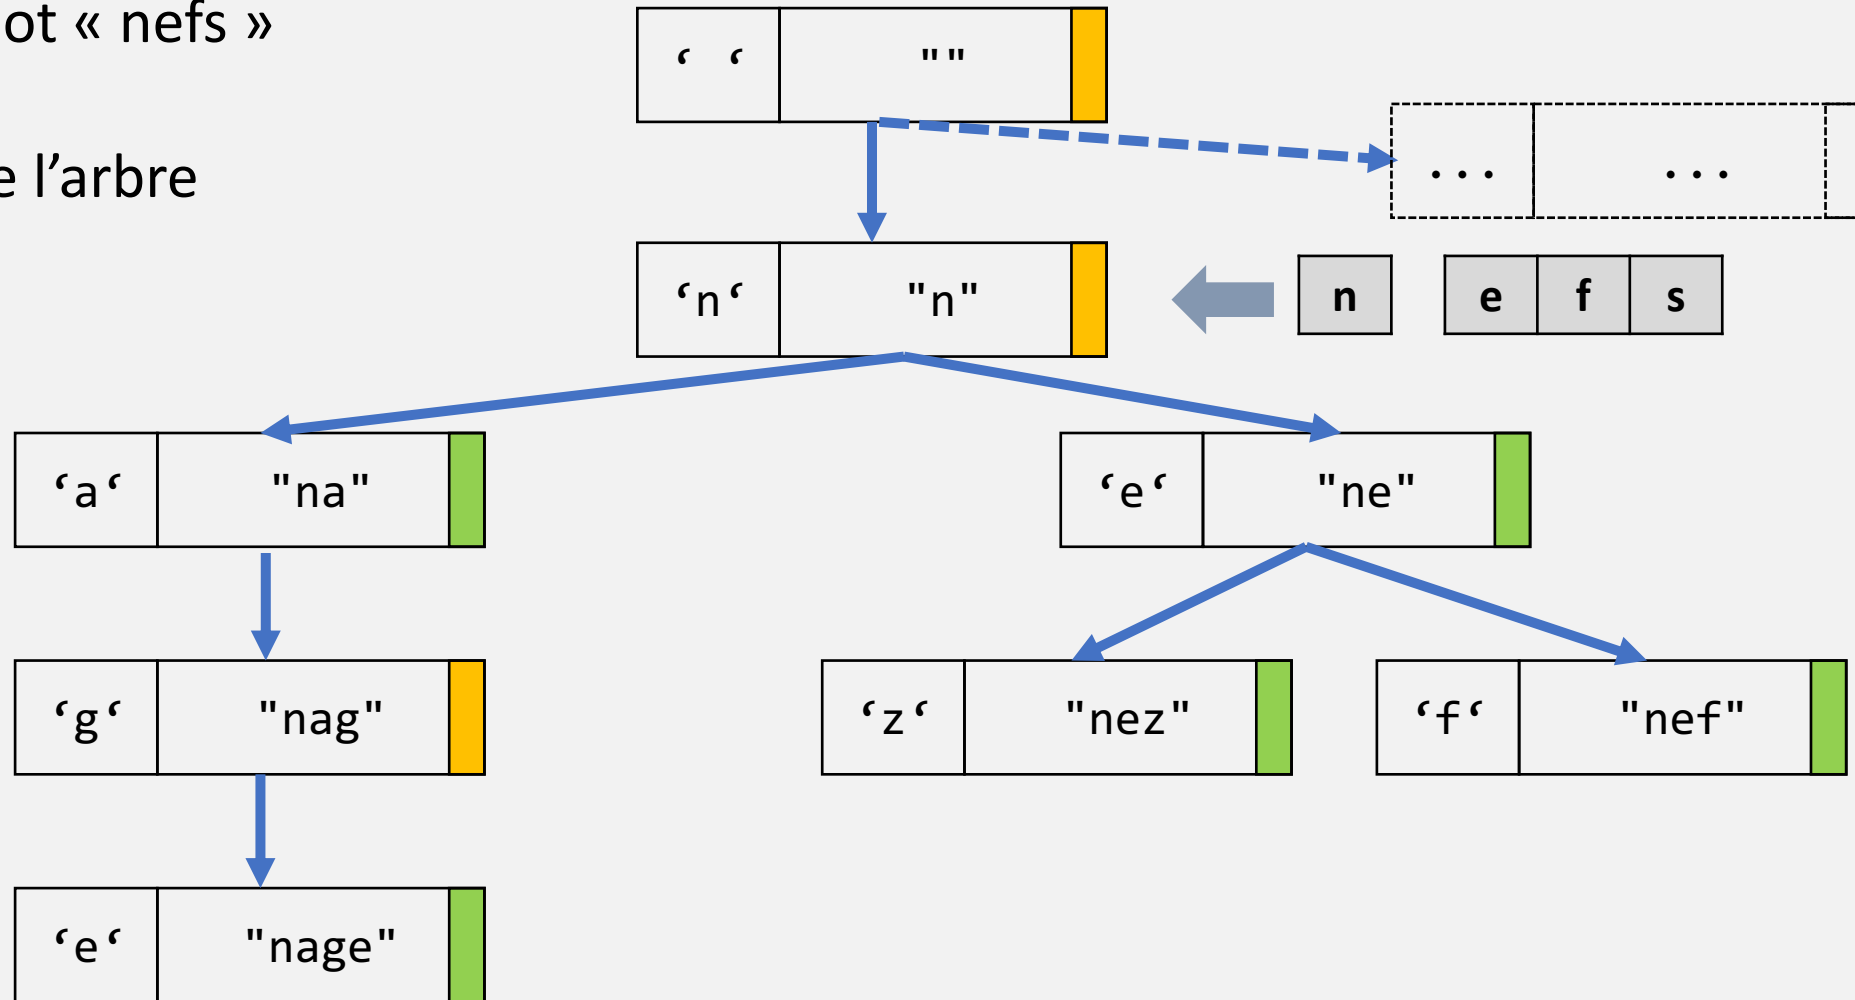 ot « nefs »
e l’arbre
‘ ‘ ""
... ...
‘n‘ "n"
n e f s
‘a‘ "na"
‘e‘ "ne"
‘g‘ "nag"
‘z‘ "nez"
‘f‘ "nef"
‘e‘ "nage"